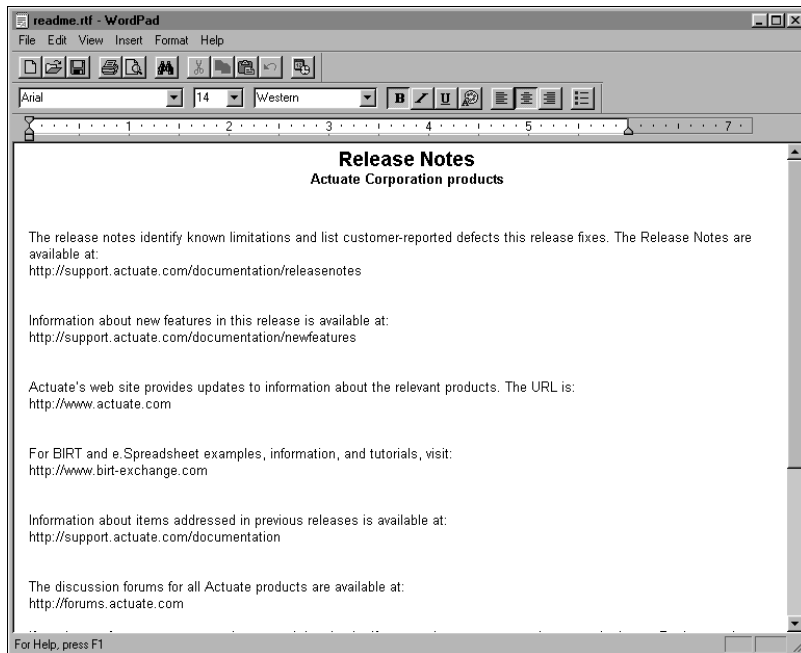 readme.rtf - WordPad
File Edit View Insert Format Help
Arial 14 Western B I U
1 2 3 4 5 7
Release Notes
Actuate Corporation products
The release notes identify known limitations and list customer-reported defects this release fixes. The Release Notes are
available at:
http://support.actuate.com/documentation/releasenotes
Information about new features in this release is available at:
http://support.actuate.com/documentation/newfeatures
Actuate's web site provides updates to information about the relevant products. The URL is:
http://www.actuate.com
For BIRT and e.Spreadsheet examples, information, and tutorials, visit:
http://www.birt-exchange.com
Information about items addressed in previous releases is available at:
http://support.actuate.com/documentation
The discussion forums for all Actuate products are available at:
http://forums.actuate.com
For Help, press F1